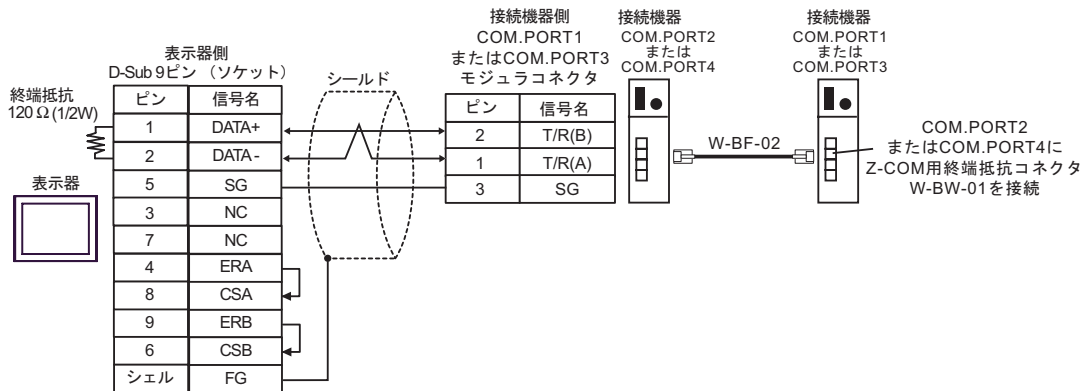 表示器側
D-Sub 9ピン （ソケット）
終端抵抗
120 Ω (1/2W)
表示器
ピン 信号名
1 DATA+
2 DATA-
5 SG
3 NC
7 NC
4 ERA
8 CSA
9 ERB
6 CSB
シェル FG
シールド
接続機器側
COM.PORT1
またはCOM.PORT3
モジュラコネクタ
ピン 信号名
2 T/R(B)
1 T/R(A)
3 SG
接続機器
COM.PORT2
または
COM.PORT4
W-BF-02
接続機器
COM.PORT1
または
COM.PORT3
COM.PORT2
またはCOM.PORT4に
Z-COM用終端抵抗コネクタ
W-BW-01を接続